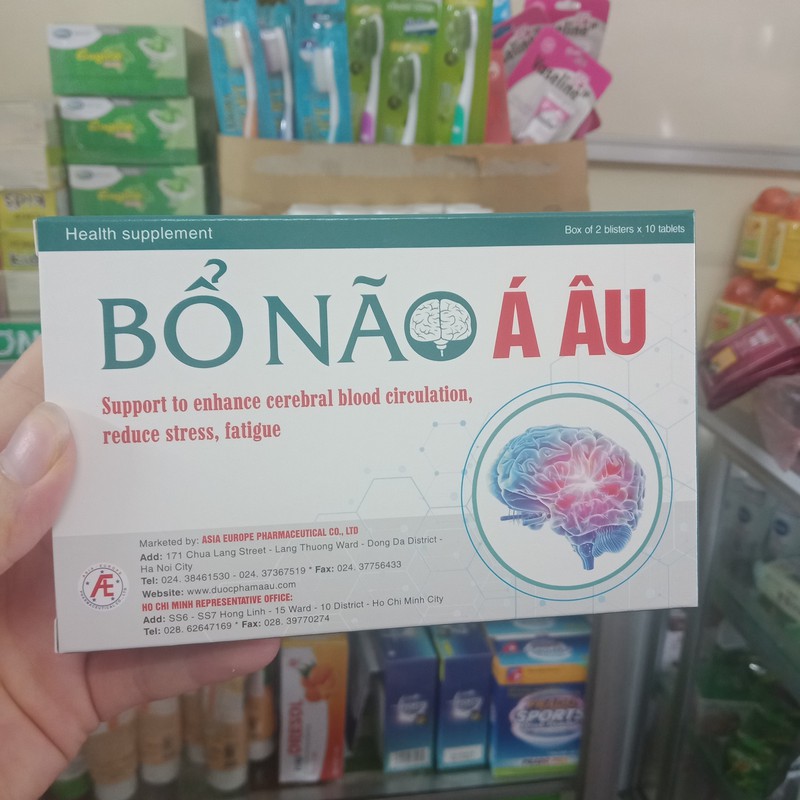 Vaseline
Vaseline
Health supplement
Box of 2 blisters x 10 tablets
BỔ NÃO Á ÂU
Support to enhance cerebral blood circulation,
reduce stress, fatigue
Marketed by: ASIA EUROPE PHARMACEUTICAL CO., LTD
Add: 171 Chua Lang Street - Lang Thuong Ward - Dong Da District -
Ha Noi City
Tel: 024. 38461530 - 024. 37367519 * Fax: 024. 37756433
Website: www.duocphamaau.com
HO CHI MINH REPRESENTATIVE OFFICE:
Add: SS6 - SS7 Hong Linh - 15 Ward - 10 District - Ho Chi Minh City
Tel: 028. 62647169 * Fax: 028. 39770274
Æ
ORESOL
SPORTS